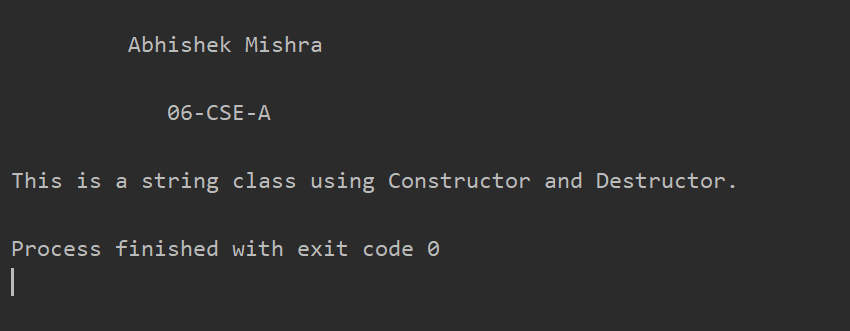 Abhishek Mishra
06-CSE-A
This is a string class using Constructor and Destructor.
Process finished with exit code 0